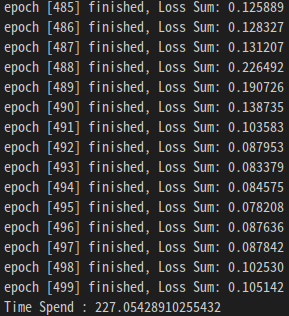 epoch [485] finished, Loss Sum: 0.125889
epoch [486] finished, Loss Sum: 0.128327
epoch [487] finished, Loss Sum: 0.131207
epoch [488] finished, Loss Sum: 0.226492
epoch [489] finished, Loss Sum: 0.190726
epoch [490] finished, Loss Sum: 0.138735
epoch [491] finished, Loss Sum: 0.103583
epoch [492] finished, Loss Sum: 0.087953
epoch [493] finished, Loss Sum: 0.083379
epoch [494] finished, Loss Sum: 0.084575
epoch [495] finished, Loss Sum: 0.078208
epoch [496] finished, Loss Sum: 0.087636
epoch [497] finished, Loss Sum: 0.087842
epoch [498] finished, Loss Sum: 0.102530
epoch [499] finished, Loss Sum: 0.105142
Time Spend : 227.05428910255432